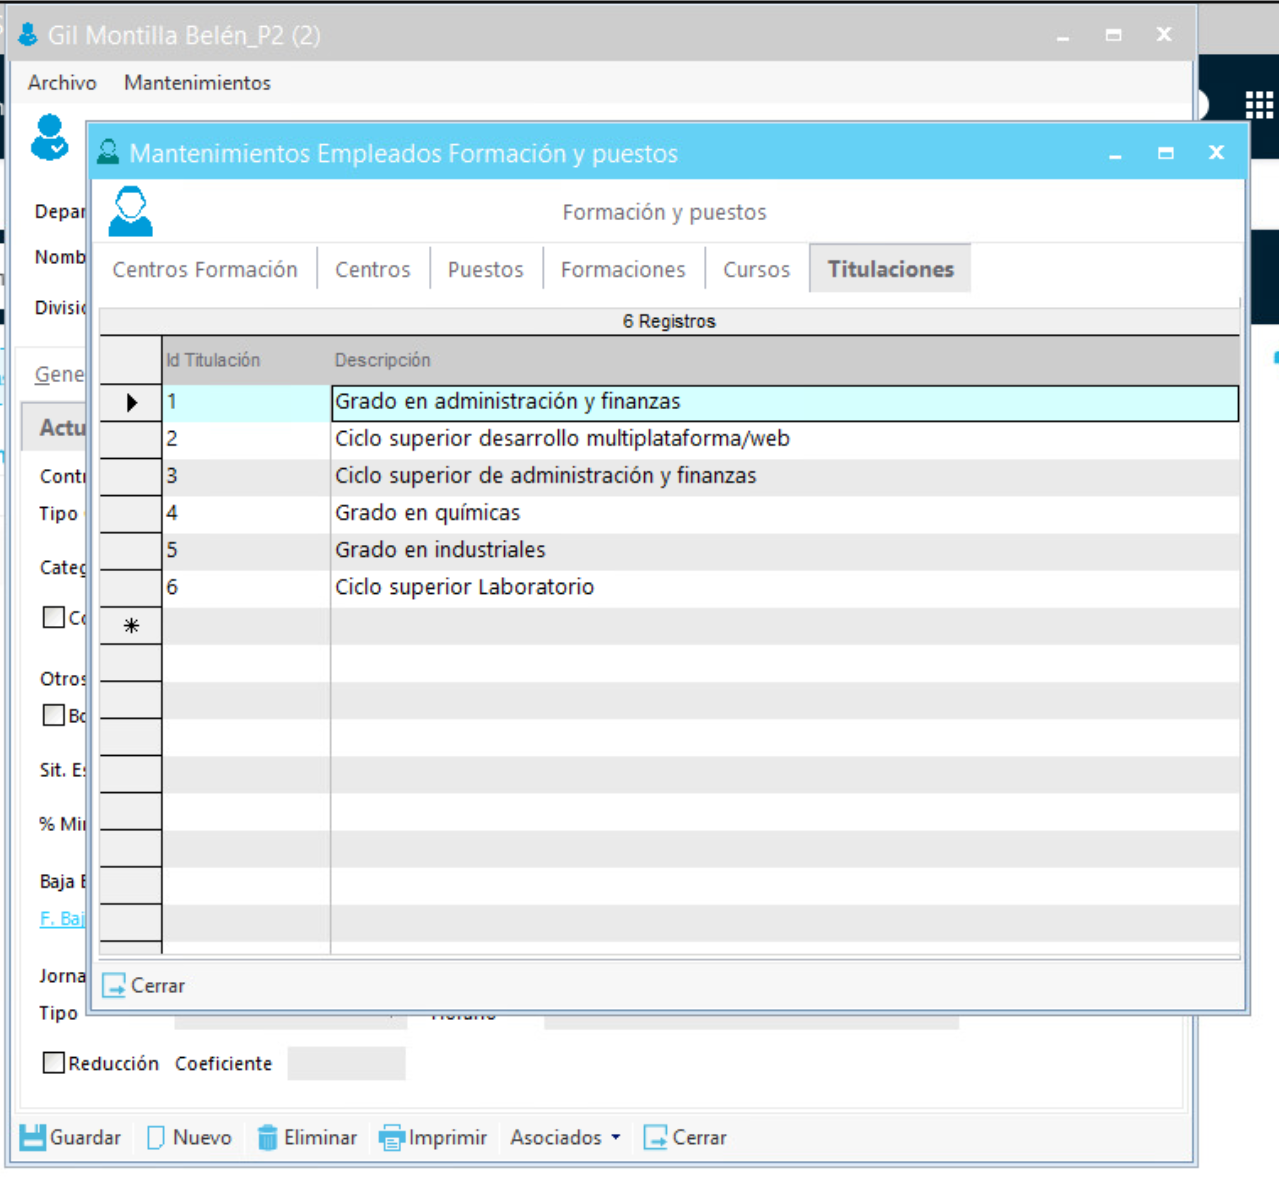 Gil Montilla Belén_P2 (2)
Archivo Mantenimientos
Mantenimientos Empleados Formación y puestos
Formación y puestos
Centros Formación Centros Puestos Formaciones Cursos Titulaciones
6 Registros
Id Titulación Descripción
1 Grado en administración y finanzas
2 Ciclo superior desarrollo multiplataforma/web
3 Ciclo superior de administración y finanzas
4 Grado en químicas
5 Grado en industriales
6 Ciclo superior Laboratorio
Cerrar
Depar
Nomb
Divisi
Gene
Actu
Cont
Tipo
Categ
Otros
Sit. E
% Mi
Baja
F. Baj
Jorna
Tipo
Reducción Coeficiente
Guardar Nuevo Eliminar Imprimir Asociados Cerrar